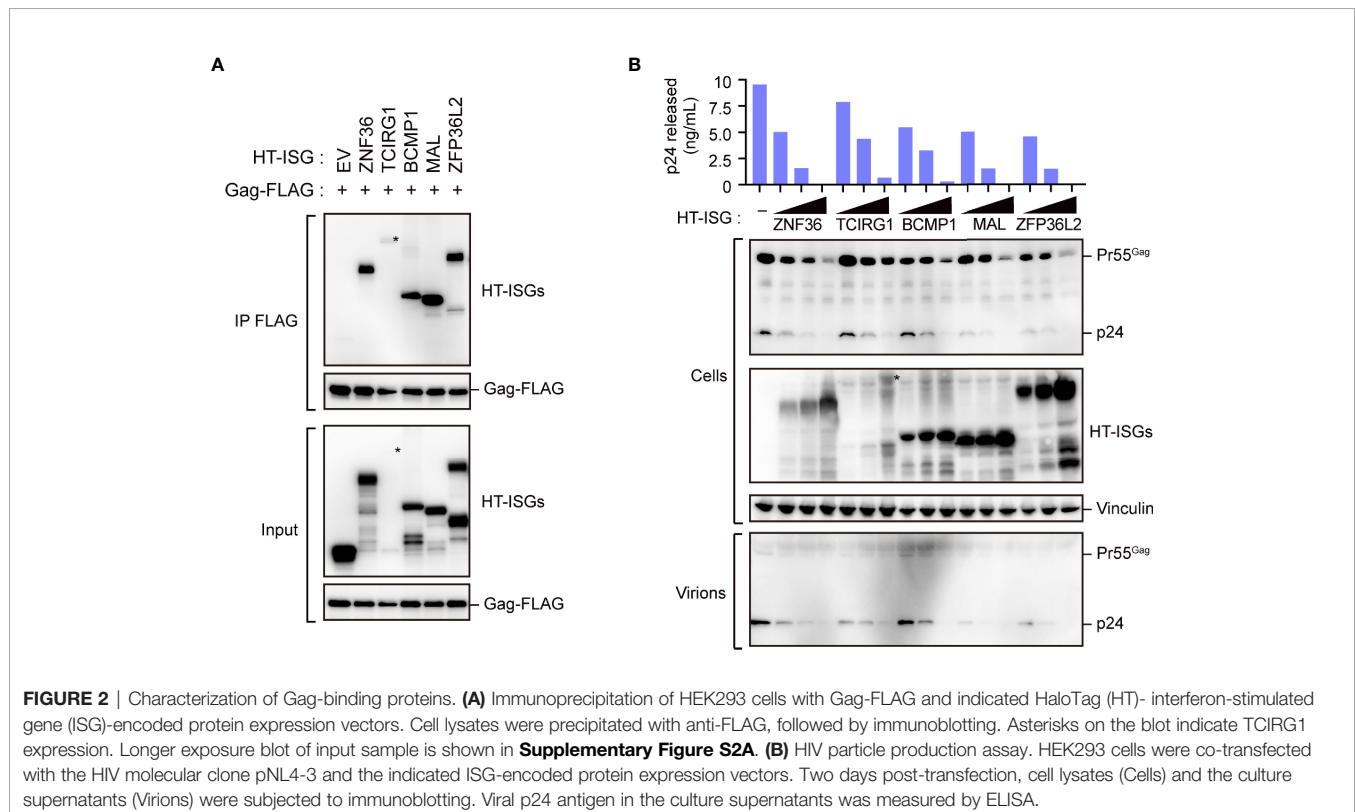 A
HT-ISG : EV ZNF36 TCIRG1 BCMP1 MAL ZFP36L2
Gag-FLAG : + + + + + +
*
HT-ISGs
IP FLAG
Gag-FLAG
*
HT-ISGs
Input
Gag-FLAG
B
p24 released
(ng/mL)
10
7.5
5.0
2.5
0
HT-ISG : – ZNF36 TCIRG1 BCMP1 MAL ZFP36L2
Pr55Gag
p24
Cells
*
HT-ISGs
Vinculin
Pr55Gag
Virions
p24
FIGURE 2 | Characterization of Gag-binding proteins. (A) Immunoprecipitation of HEK293 cells with Gag-FLAG and indicated HaloTag (HT)- interferon-stimulated
gene (ISG)-encoded protein expression vectors. Cell lysates were precipitated with anti-FLAG, followed by immunoblotting. Asterisks on the blot indicate TCIRG1
expression. Longer exposure blot of input sample is shown in Supplementary Figure S2A. (B) HIV particle production assay. HEK293 cells were co-transfected
with the HIV molecular clone pNL4-3 and the indicated ISG-encoded protein expression vectors. Two days post-transfection, cell lysates (Cells) and the culture
supernatants (Virions) were subjected to immunoblotting. Viral p24 antigen in the culture supernatants was measured by ELISA.